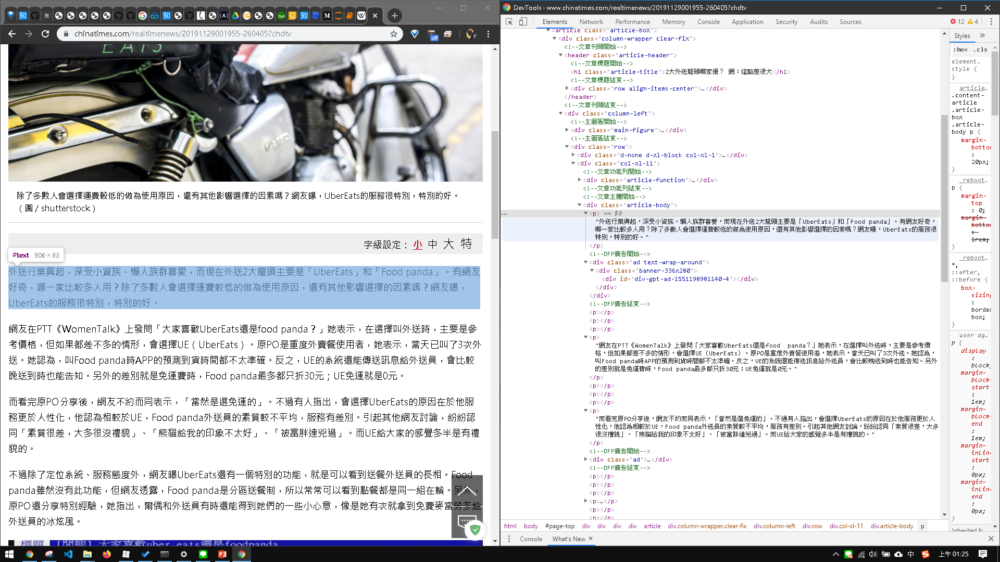 DevTools - www.chinatimes.com/realtimenews/20191129001955-260405?chdtv
chinatimes.com/realtimenews/20191129001955-260405?chdtv
off
Elements Network Performance Memory Console Application Security Audits Sources 12 4
EATS
除了多數人會選擇運費較低的做為使用原因，還有其他影響選擇的因素嗎？網友曝，UberEats的服務很特別，特別的好。
（圖／shutterstock）
字級設定： 小 中 大 特
#text 906 × 83
外送行業興起，深受小資族、懶人族群喜愛，而現在外送2大龍頭主要是「UberEats」和「Food panda」。有網友
好奇，哪一家比較多人用？除了多數人會選擇運費較低的做為使用原因，還有其他影響選擇的因素嗎？網友曝，
UberEats的服務很特別，特別的好。
網友在PTT《WomenTalk》上發問「大家喜歡UberEats還是food panda？」她表示，在選擇叫外送時，主要是參
考價格，但如果都差不多的情形，會選擇UE（UberEats）。原PO是重度外賣餐使用者，她表示，當天已叫了3次外
送。她認為，叫Food panda時APP的預測到貨時間都不太準確。反之，UE的系統還能傳送訊息給外送員，會比較
晚送到時也能告知。另外的差別就是免運費時，Food panda最多都只折30元；UE免運就是0元。
而看完原PO分享後，網友不約而同表示，「當然是選免運的」。不過有人指出，會選擇UberEats的原因在於他服
務更於人性化，他認為相較於UE，Food panda外送員的素質較不平均，服務有差別。引起其他網友討論，紛紛認
同「素質很差，大多很沒禮貌」、「熊貓給我的印象不太好」、「被富胖達兇過」。而UE給大家的感覺多半是有禮
貌的。
不過除了定位系統、服務態度外，網友曝UberEats還有一個特別的功能，就是可以看到送餐外送員的長相。Food
panda雖然沒有此功能，但網友透露，Food panda是分區送餐制，所以常常可以看到點餐都是同一組在輪。另外，
原PO還分享特別經驗，她指出，爾偶和外送員有時還能得到她們的一些小心意，像是她有次就拿到免費麥當勞多給
外送員的冰炫風。
標題 [閒聊] 大家喜歡uber eats還是foodpanda
<article class="article-box">
<div class="column-wrapper clear-fix">
<!--文章刊頭開始-->
<header class="article-header">
<!--文章標題開始-->
<h1 class="article-title">2大外送龍頭哪家優？ 網：這點差很大</h1>
<!--文章標題結束-->
<div class="row align-items-center">…</div>
</header>
<!--文章刊頭結束-->
<div class="column-left">
<!--主圖區開始-->
<div class="main-figure">…</div>
<!--主圖區結束-->
<div class="row">
<div class="d-none d-xl-block col-xl-1">…</div>
<div class="col-xl-11">
<!--文章功能列開始-->
<div class="article-function">…</div>
<!--文章功能列結束-->
<!--文章主體開始-->
<div class="article-body">
<p> == $0
"外送行業興起，深受小資族、懶人族群喜愛，而現在外送2大龍頭主要是「UberEats」和「Food panda」。有網友好奇，
哪一家比較多人用？除了多數人會選擇運費較低的做為使用原因，還有其他影響選擇的因素嗎？網友曝，UberEats的服務很
特別，特別的好。"
</p>
<!--DFP廣告開始-->
<div class="ad text-wrap-around">
<div class="banner-336x280">
<div id="div-gpt-ad-1551198981140-4"></div>
</div>
</div>
<!--DFP廣告結束-->
<p></p>
<p></p>
<p></p>
<p>
"網友在PTT《WomenTalk》上發問「大家喜歡UberEats還是food  panda？」她表示，在選擇叫外送時，主要是參考價
格，但如果都差不多的情形，會選擇UE（UberEats）。原PO是重度外賣餐使用者，她表示，當天已叫了3次外送。她認為，
叫Food panda時APP的預測到貨時間都不太準確。反之，UE的系統還能傳送訊息給外送員，會比較晚送到時也能告知。另外
的差別就是免運費時，Food panda最多都只折30元；UE免運就是0元。"
</p>
<p></p>
<p></p>
<p></p>
<p>
"而看完原PO分享後，網友不約而同表示，「當然是選免運的」。不過有人指出，會選擇UberEats的原因在於他服務更於人
性化，他認為相較於UE，Food panda外送員的素質較不平均，服務有差別。引起其他網友討論，紛紛認同「素質很差，大多
很沒禮貌」、「熊貓給我的印象不太好」、「被富胖達兇過」。而UE給大家的感覺多半是有禮貌的。"
</p>
<!--DFP廣告開始-->
<div class="ad">…</div>
<!--DFP廣告結束-->
<p></p>
<p></p>
<p></p>
<p>…</p>
<p></p>
<p></p>
html body #page-top div div div div article div.column-wrapper.clear-fix div.column-left div.row div.col-xl-11 div.article-body p
Console What's New
Styles
:hov .cls
element.
style {
}
article…
.content-
article
.article-
box
.article-
body p {
margin-
bottom
:
20px;
}
_reboot…
p {
margin-
top
: 0;
margin-
bottom
:
1rem;
}
_reboot…
*,
::after,
::before {
box-
sizing
:
border
box;
}
user ag…
p {
display
:
block
margin-
block-
start
:
1em;
margin-
block-
end
:
1em;
margin-
inline
start
:
0px;
margin-
inline
end
:
0px;
}
Inherited fr
中 上午 01:25